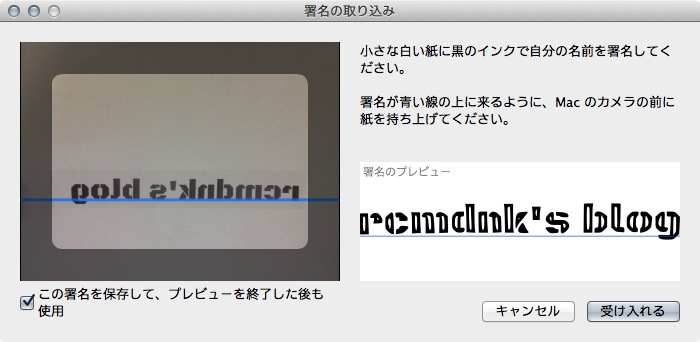 署名の取り込み
小さな白い紙に黒のインクで自分の名前を署名してく
ださい。
署名が青い線の上に来るように、Mac のカメラの前に
紙を持ち上げてください。
rcmdnk's blog
署名のプレビュー
rcmdnk's blog
この署名を保存して、プレビューを終了した後も
使用
キャンセル
受け入れる